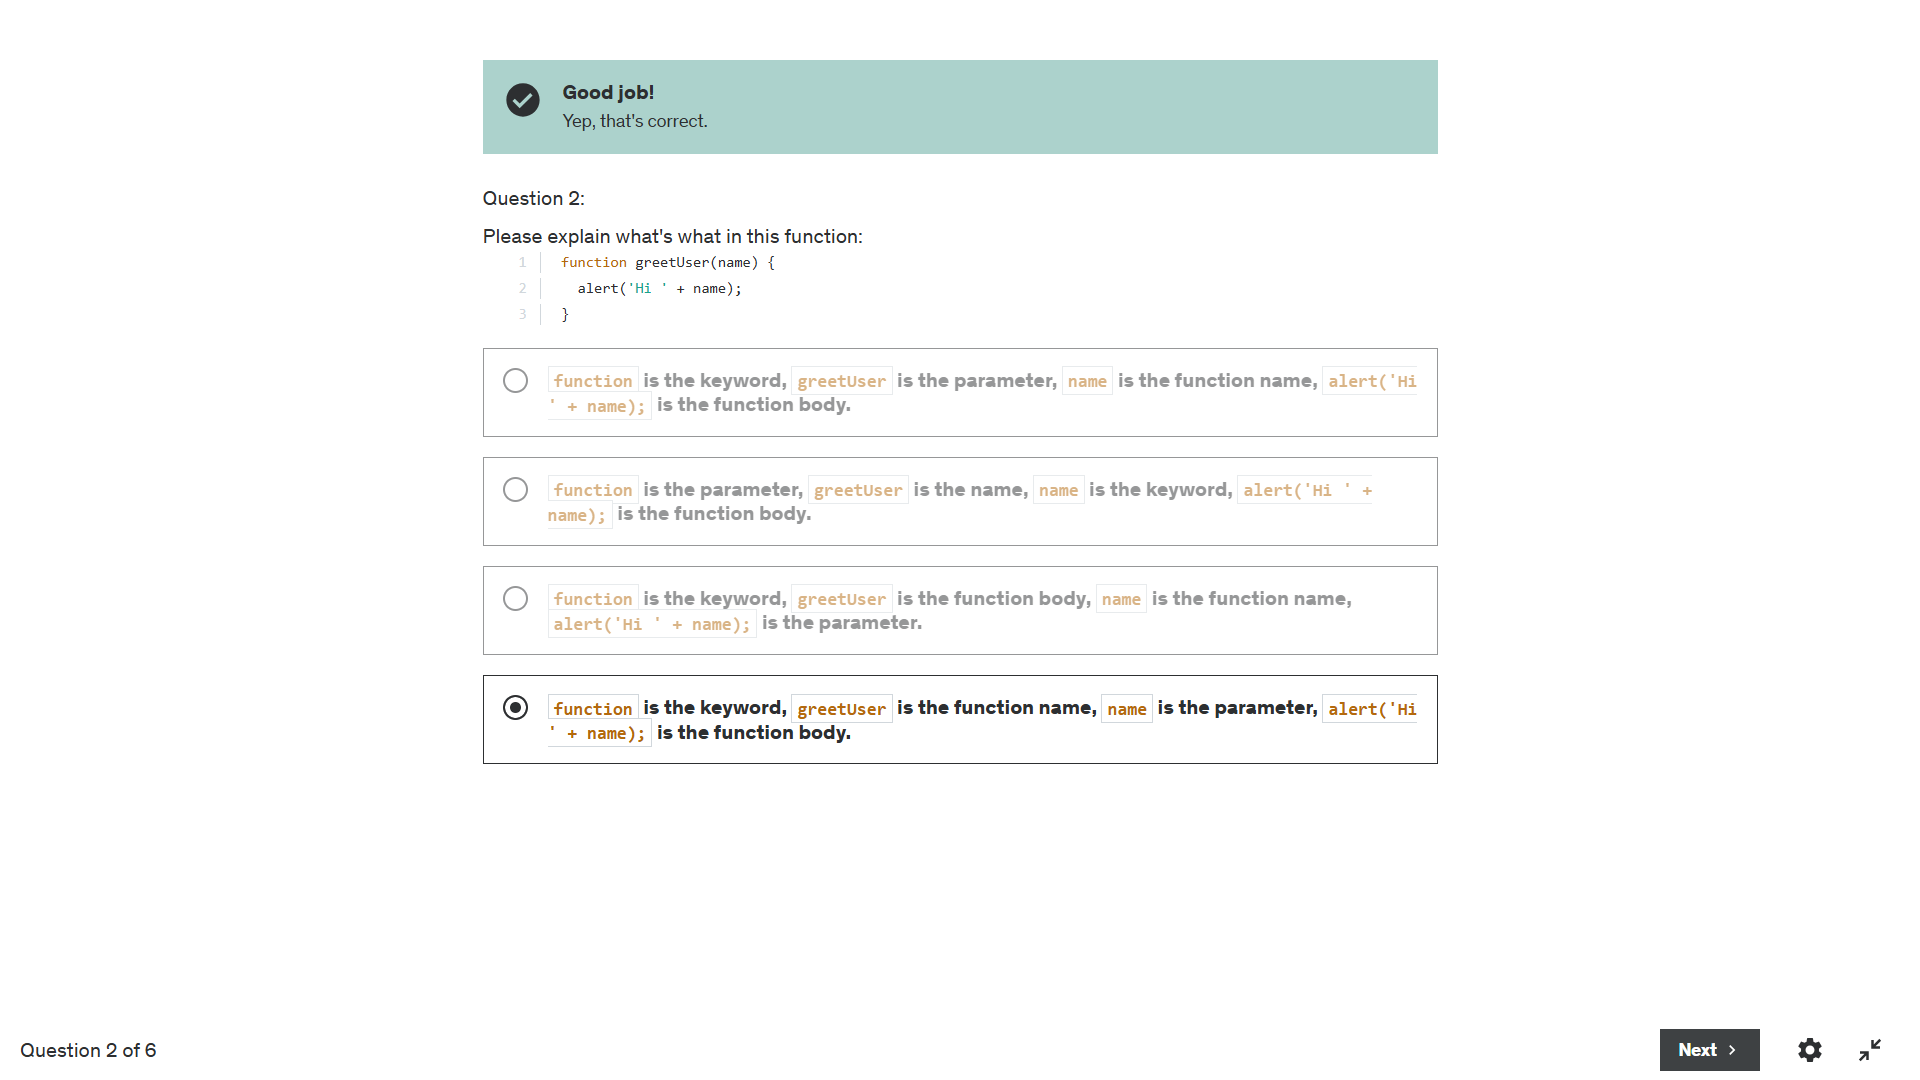 Good job!
Yep, that's correct.
Question 2:
Please explain what's what in this function:
1 function greetUser(name) {
2 alert('Hi ' + name);
3 }
function is the keyword, greetUser is the parameter, name is the function name, alert('Hi
' + name); is the function body.
function is the parameter, greetUser is the name, name is the keyword, alert('Hi ' +
name); is the function body.
function is the keyword, greetUser is the function body, name is the function name,
alert('Hi ' + name); is the parameter.
function is the keyword, greetUser is the function name, name is the parameter, alert('Hi
' + name); is the function body.
Question 2 of 6
Next